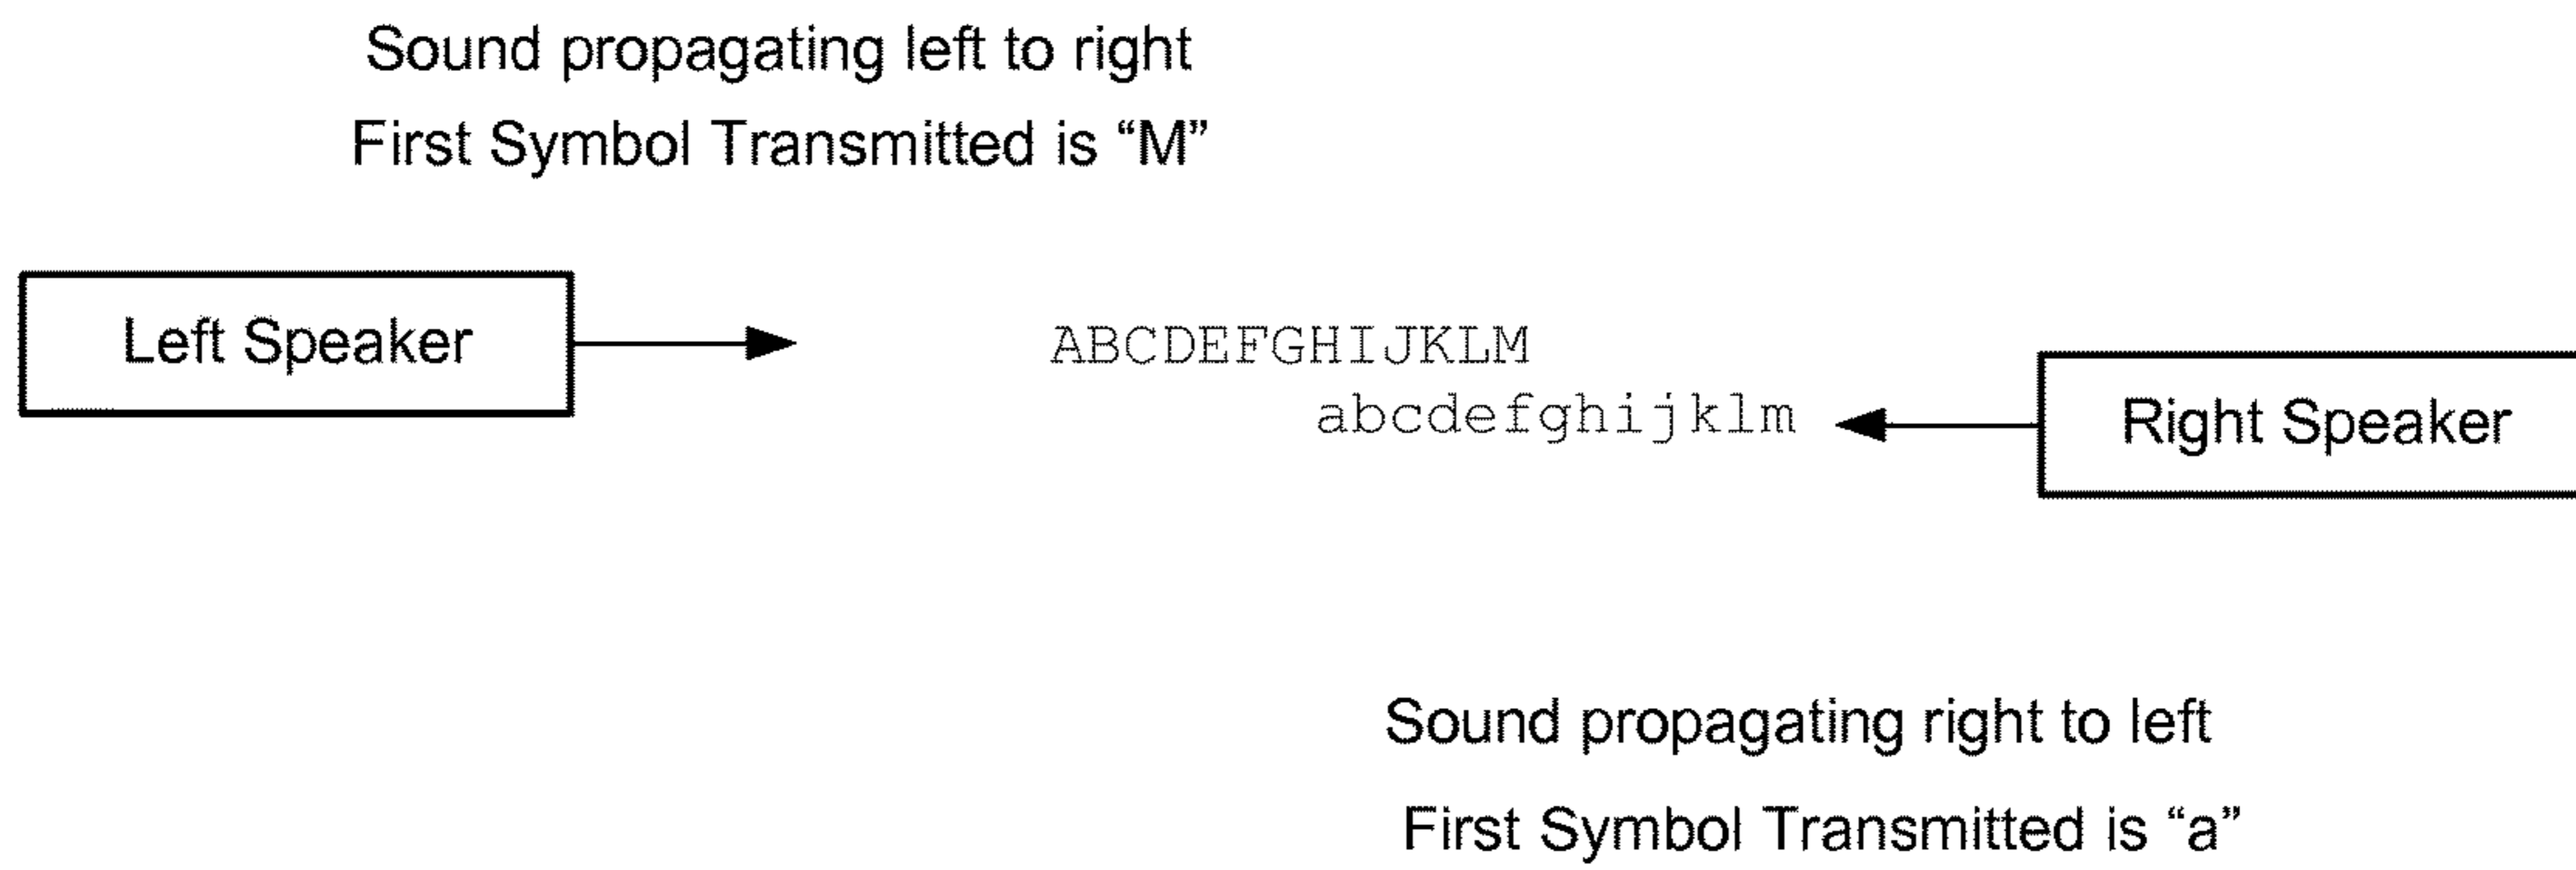 Sound propagating left to right
First Symbol Transmitted is “M”
Left Speaker
ABCDEFGHIJKLM
abcdefghijklm
Right Speaker
Sound propagating right to left
First Symbol Transmitted is “a”